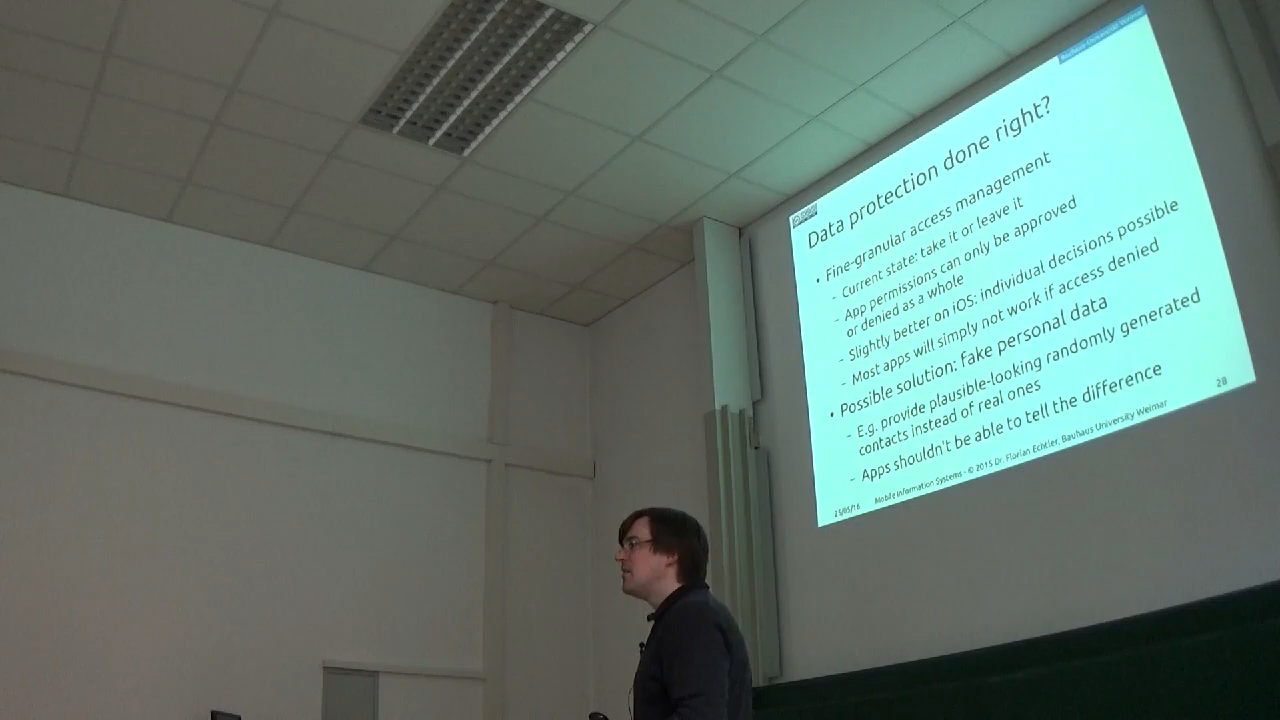 Data protection done right?
• Fine-granular access management
– Current state: take it or leave it
– App permissions can only be approved
or denied as a whole
– Slightly better on iOS: individual decisions possible
– Most apps will simply not work if access denied
• Possible solution: fake personal data
– E.g. provide plausible-looking randomly generated
contacts instead of real ones
– Apps shouldn't be able to tell the difference
Mobile Information Systems - © 2015 Dr. Florian Echtler, Bauhaus University Weimar
28